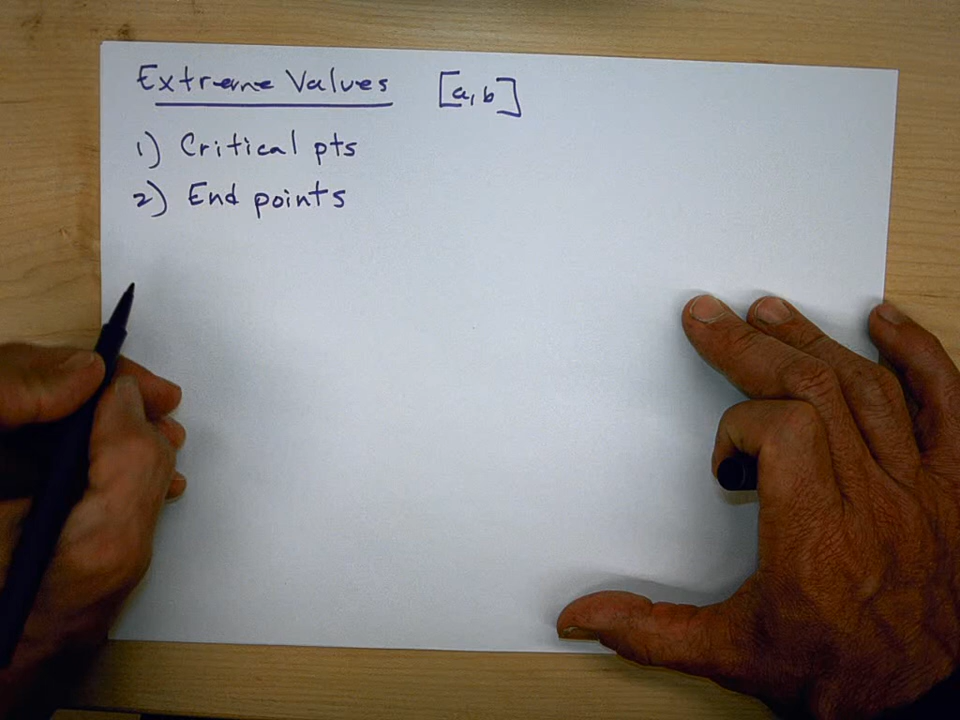 Extreme Values [a,b]
1) Critical pts
2) End points